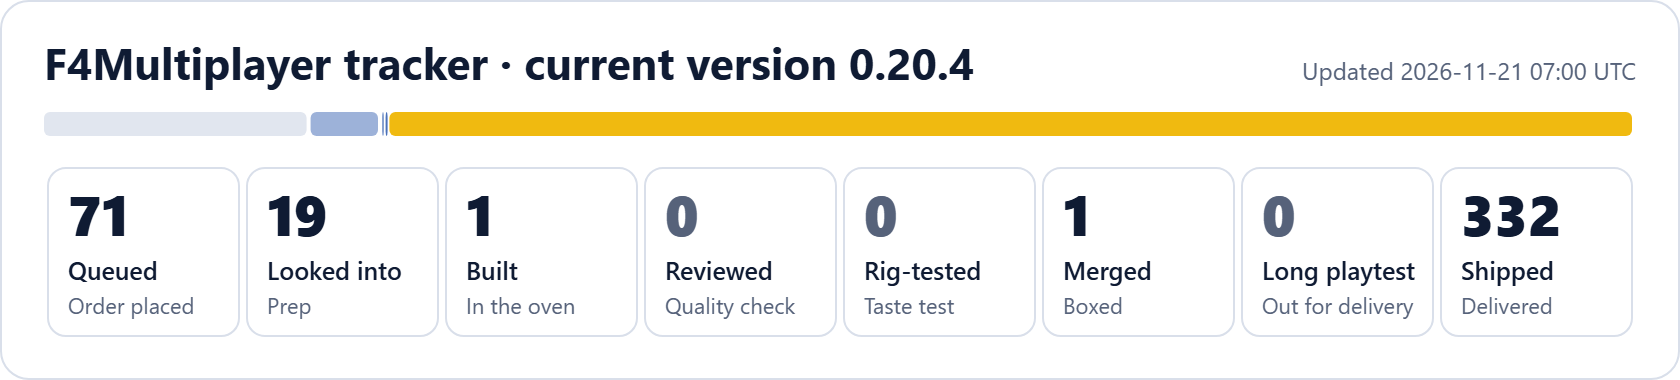 F4Multiplayer tracker · current version 0.20.4
Updated 2026-11-21 07:00 UTC
71
Queued
Order placed
19
Looked into
Prep
1
Built
In the oven
0
Reviewed
Quality check
0
Rig-tested
Taste test
1
Merged
Boxed
0
Long playtest
Out for delivery
332
Shipped
Delivered